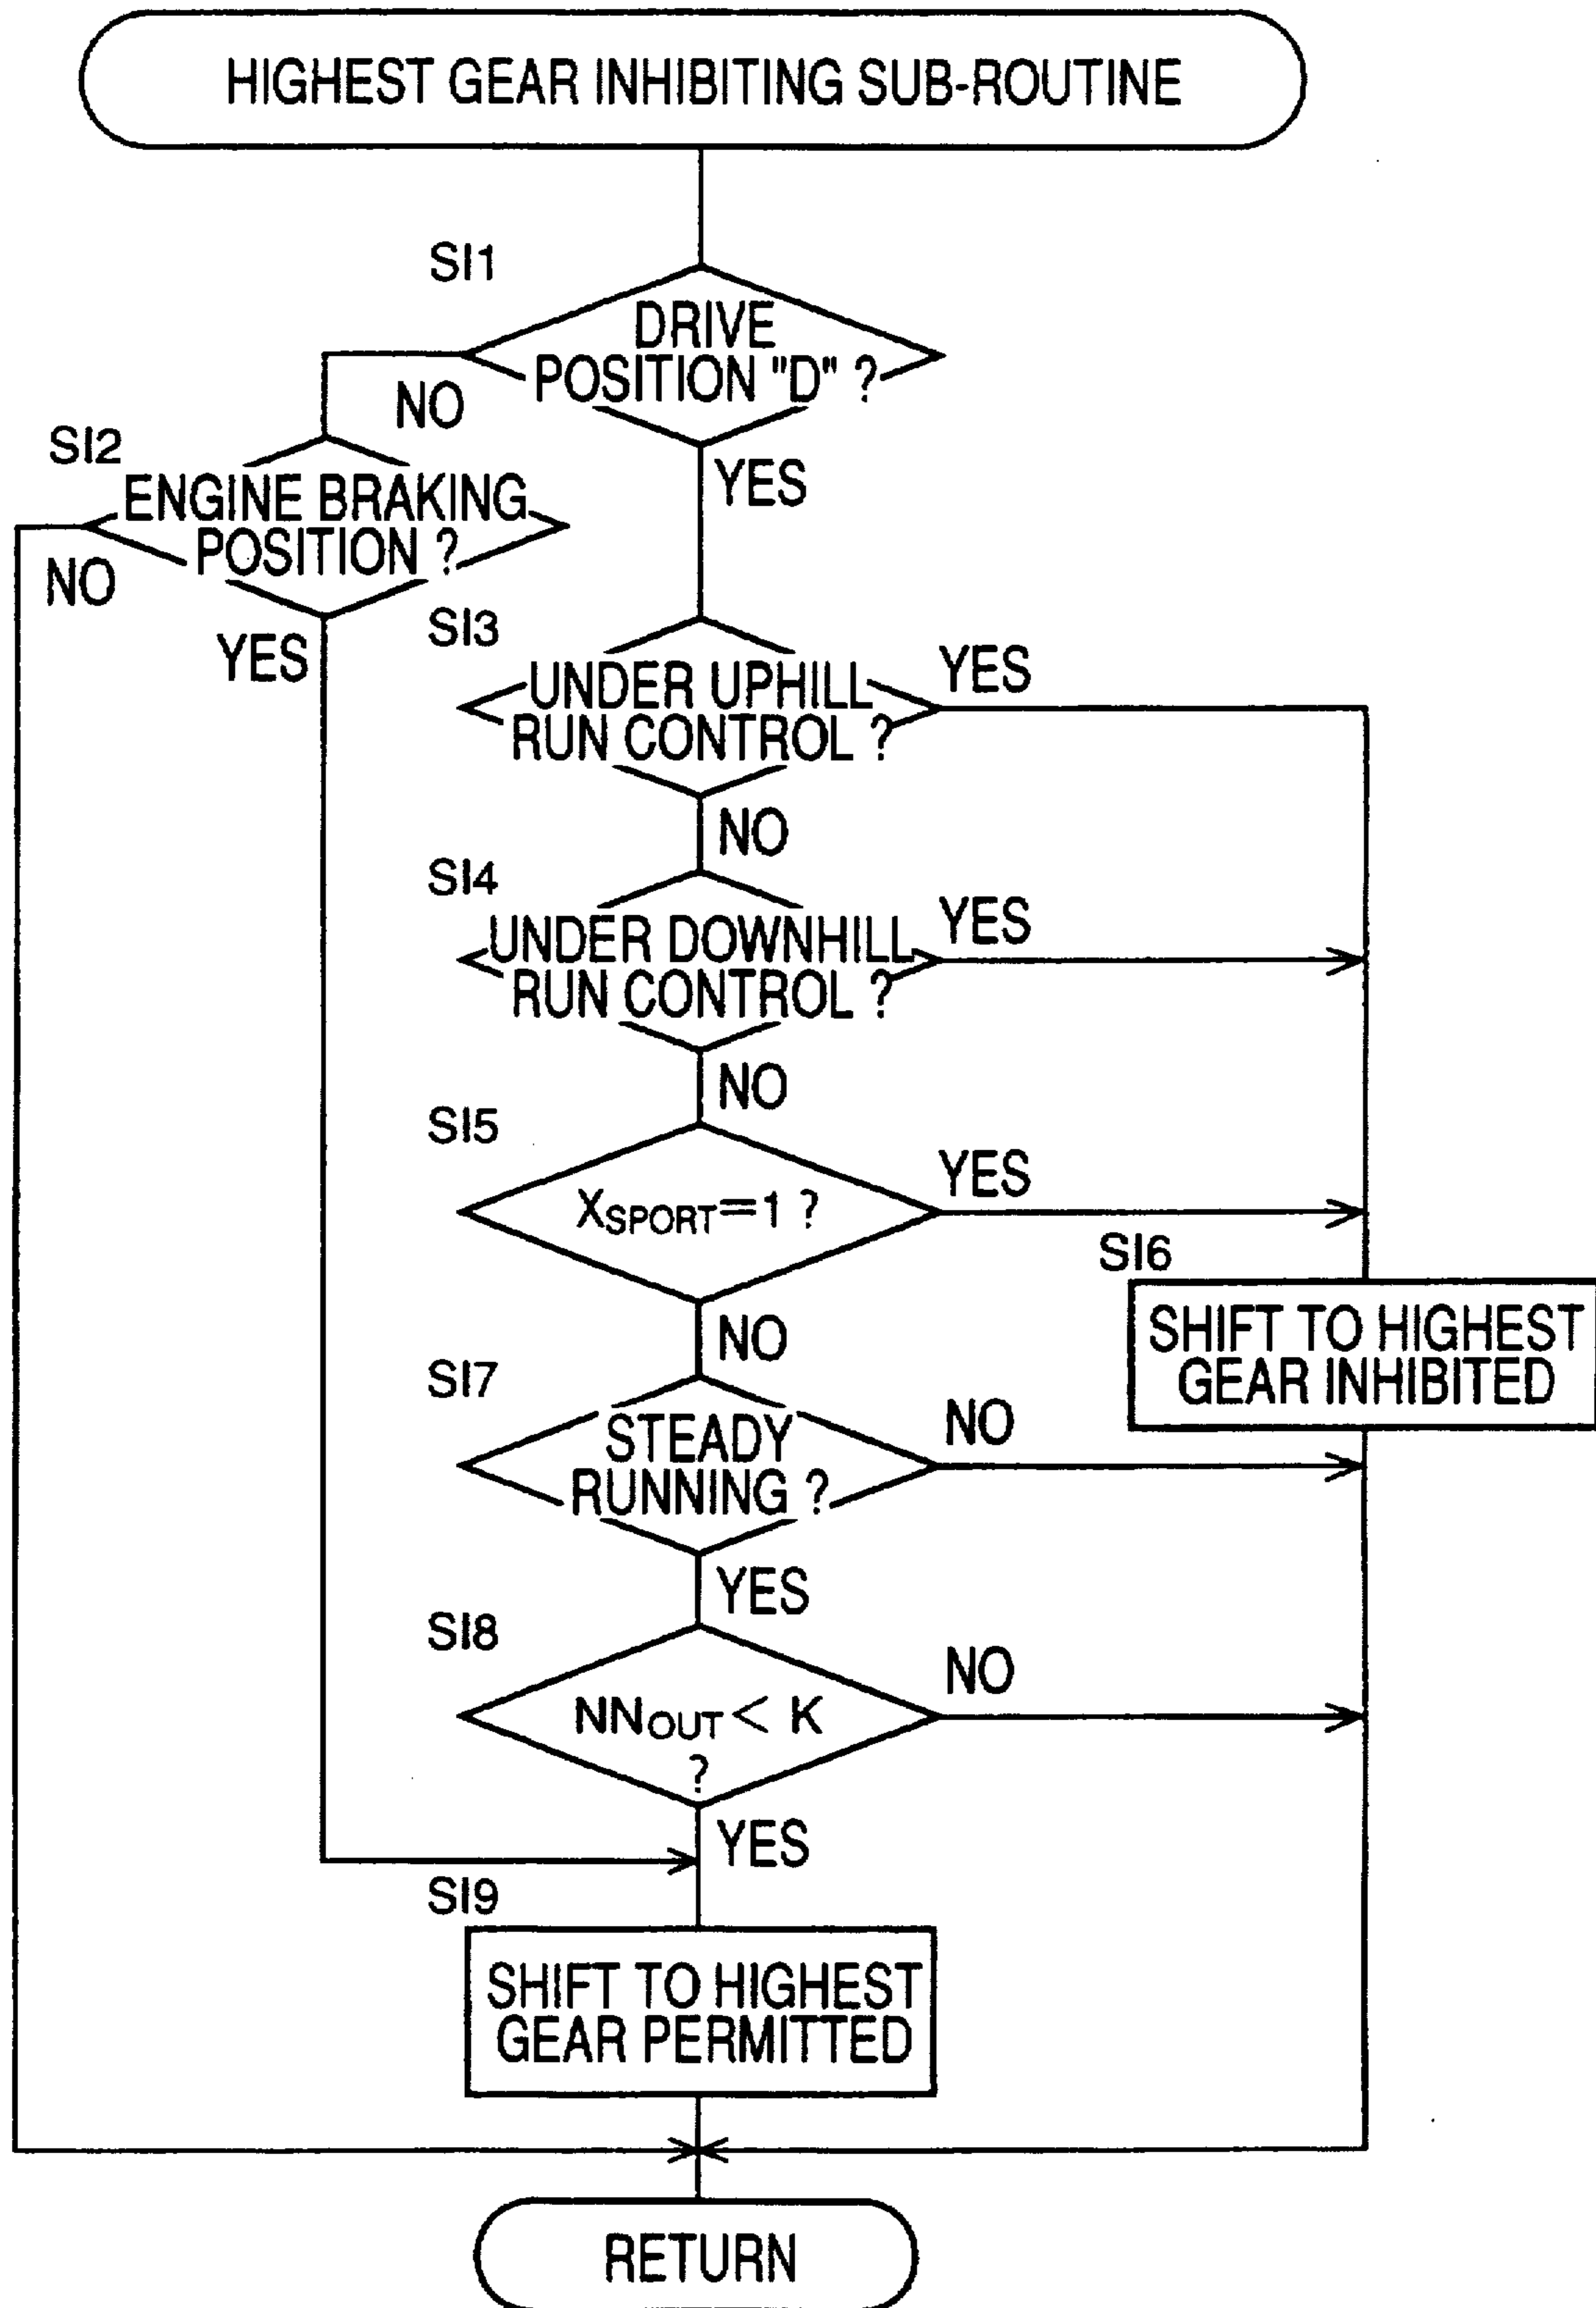 HIGHEST GEAR INHIBITING SUB-ROUTINE
SI1
DRIVE
POSITION "D" ?
NO
YES
SI2
ENGINE BRAKING
POSITION ?
NO
YES
SI3
UNDER UPHILL
RUN CONTROL ?
YES
NO
SI4
UNDER DOWNHILL
RUN CONTROL ?
YES
NO
SI5
XSPORT=1 ?
YES
NO
SI6
SHIFT TO HIGHEST
GEAR INHIBITED
SI7
STEADY
RUNNING ?
NO
YES
SI8
NNOUT < K
?
NO
YES
SI9
SHIFT TO HIGHEST
GEAR PERMITTED
RETURN